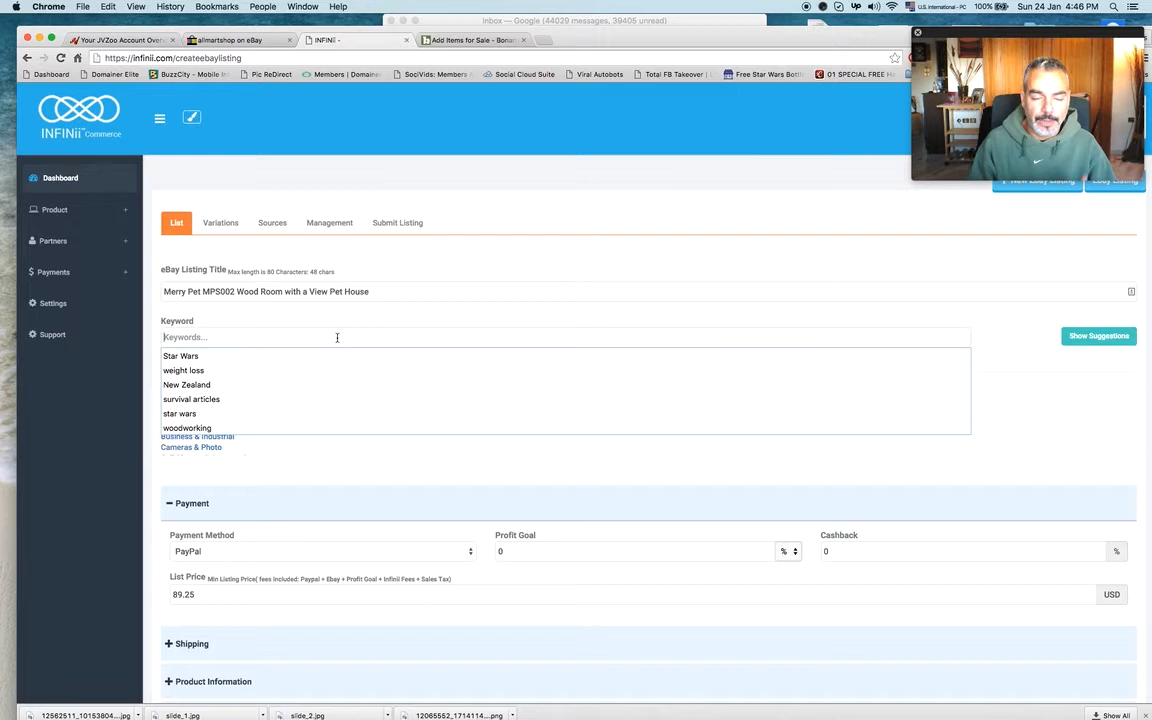 Chrome File Edit View History Bookmarks People Window Help
UP U.S. International - PC 100% Sun 24 Jan 4:46 PM
Inbox — Google (44029 messages, 39405 unread)
Your JVZoo Account Over allmartshop on eBay INFINii - Add Items for Sale - Bonan
https://infinii.com/createebaylisting
Dashboard Domainer Elite BuzzCity - Mobile In Pic ReDirect Members | Domaine SociVids: Members Social Cloud Suite Viral Autobots Total FB Takeover | Free Star Wars Bottl 01 SPECIAL FREE Ha
INFINii Commerce
Dashboard
Product +
Partners +
Payments +
Settings
Support
List Variations Sources Management Submit Listing
eBay Listing Title Max length is 80 Characters: 48 chars
Merry Pet MPS002 Wood Room with a View Pet House
Keyword
Keywords...
Show Suggestions
Star Wars
weight loss
New Zealand
survival articles
star wars
woodworking
Business & Industrial
Cameras & Photo
Payment
Payment Method Profit Goal Cashback
PayPal 0 % 0 %
List Price Min Listing Price( fees included: Paypal + Ebay + Profit Goal + Infinii Fees + Sales Tax)
89.25 USD
Shipping
Product Information
12562511_10153804....jpg slide_1.jpg slide_2.jpg 12065552_1714114....png Show All